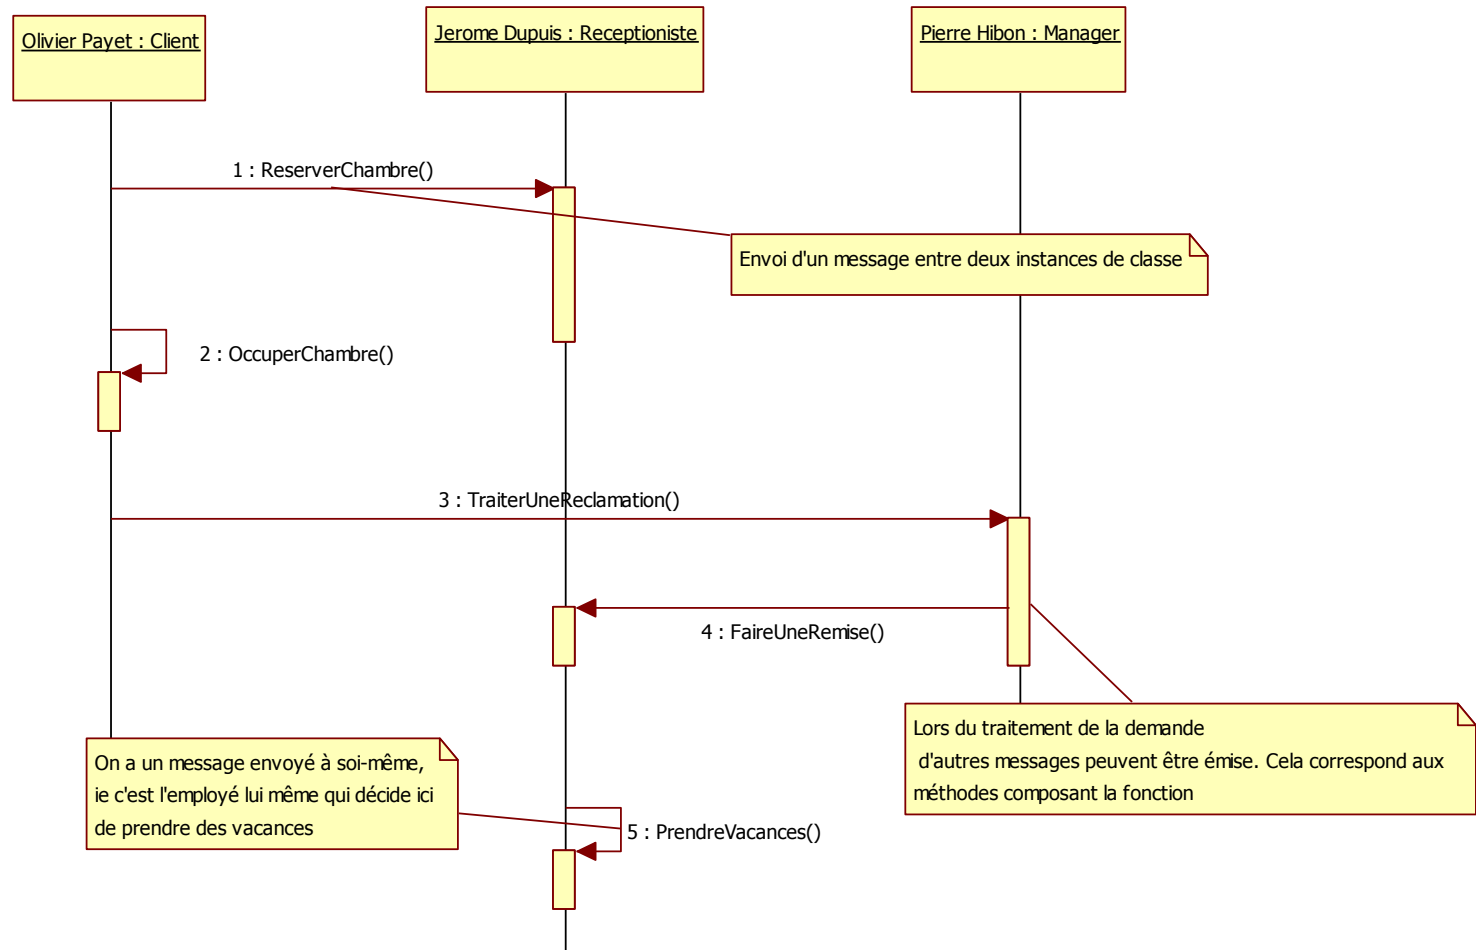 Olivier Payet : Client
Jerome Dupuis : Receptioniste
Pierre Hibon : Manager
1 : ReserverChambre()
Envoi d'un message entre deux instances de classe
2 : OccuperChambre()
3 : TraiterUneReclamation()
4 : FaireUneRemise()
Lors du traitement de la demande
d'autres messages peuvent être émise. Cela correspond aux
méthodes composant la fonction
On a un message envoyé à soi-même,
ie c'est l'employé lui même qui décide ici
de prendre des vacances
5 : PrendreVacances()